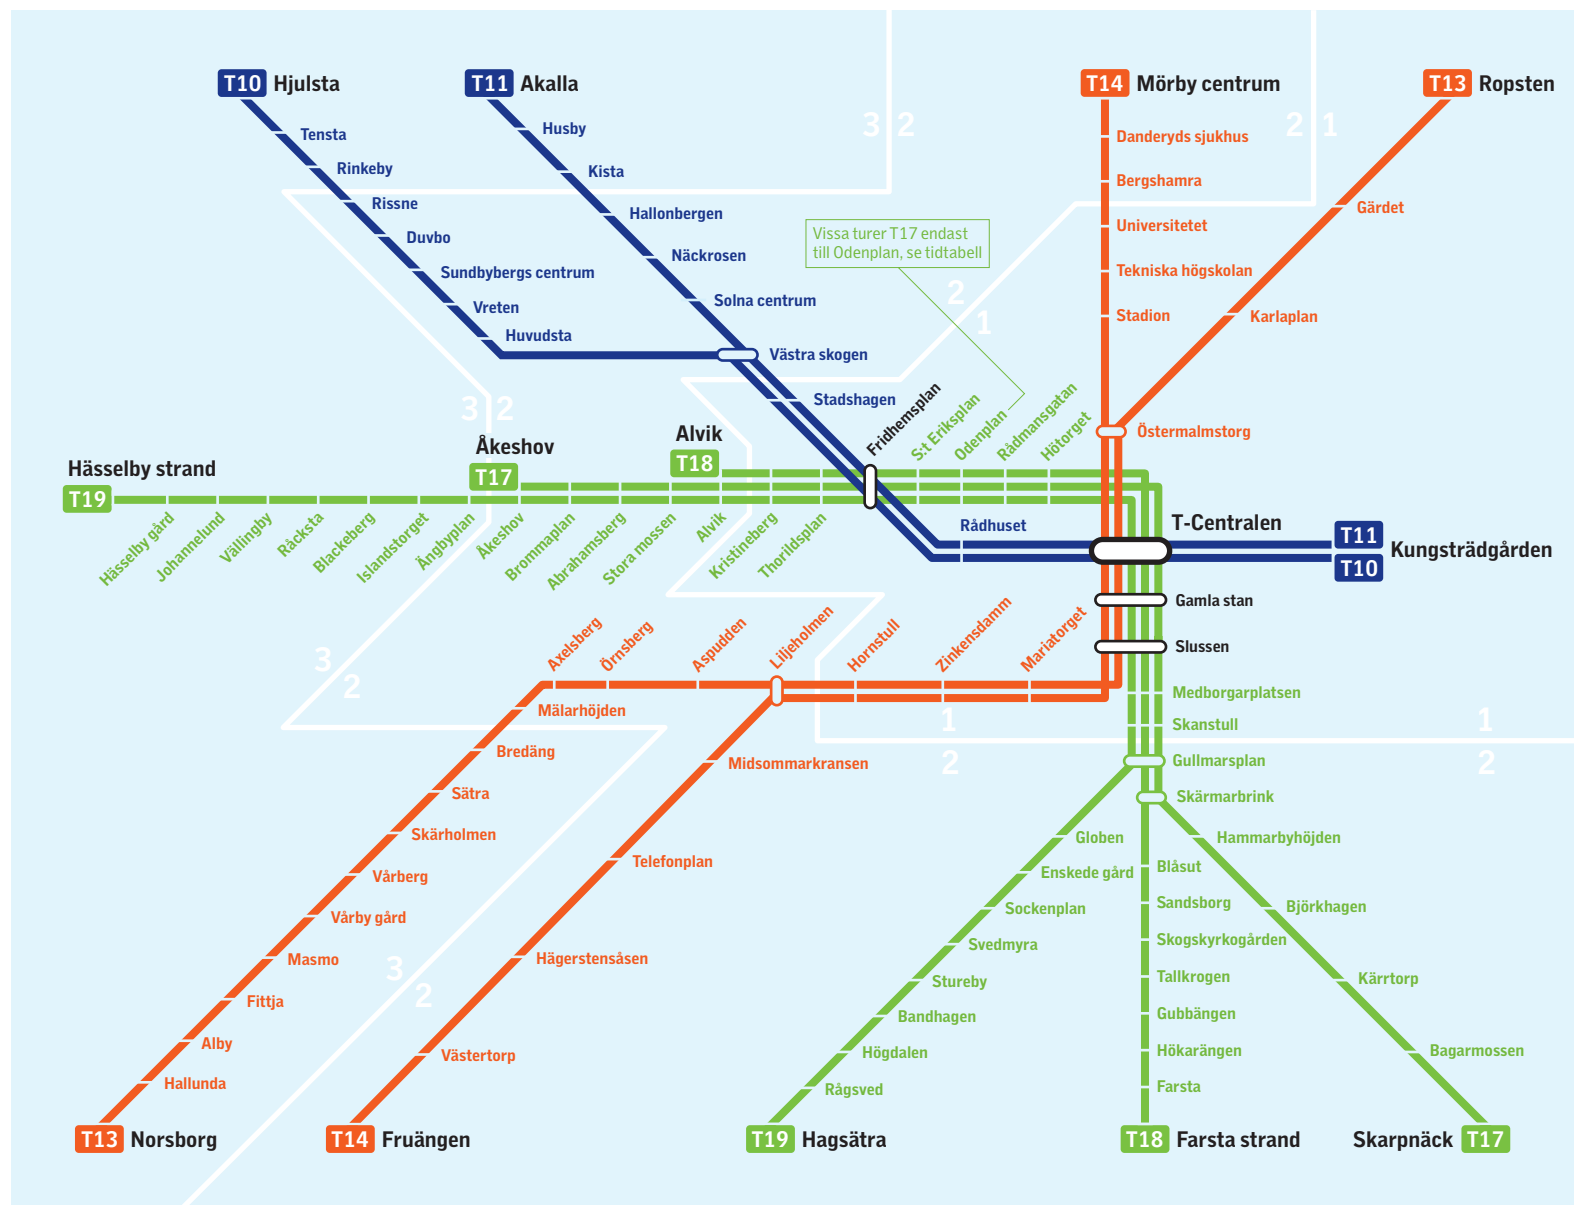 T10 Hjulsta
T11 Akalla
T14 Mörby centrum
T13 Ropsten
3 2
2 1
Tensta
Rinkeby
Rissne
Duvbo
Sundbybergs centrum
Vreten
Huvudsta
Husby
Kista
Hallonbergen
Näckrosen
Solna centrum
Västra skogen
Stadshagen
Fridhemsplan
Rådhuset
Vissa turer T17 endast
till Odenplan, se tidtabell
2
1
Danderyds sjukhus
Bergshamra
Universitetet
Tekniska högskolan
Stadion
Gärdet
Karlaplan
Östermalmstorg
3 2
Hässelby strand
T19
Åkeshov
T17
Alvik
T18
S:t Eriksplan
Odenplan
Rådmansgatan
Hötorget
Hässelby gård
Johannelund
Vällingby
Råcksta
Blackeberg
Islandstorget
Ängbyplan
Åkeshov
Brommaplan
Abrahamsberg
Stora mossen
Alvik
Kristineberg
Thorildsplan
T-Centralen
T11
T10
Kungsträdgården
Gamla stan
Slussen
3
2
Axelsberg
Örnsberg
Aspudden
Liljeholmen
Hornstull
Zinkensdamm
Mariatorget
Mälarhöjden
Bredäng
Sätra
Skärholmen
Vårberg
Vårby gård
Masmo
Fittja
Alby
Hallunda
T13 Norsborg
Midsommarkransen
Telefonplan
Hägerstensåsen
Västertorp
T14 Fruängen
3
2
1
2
1
2
Medborgarplatsen
Skanstull
Gullmarsplan
Skärmarbrink
Globen
Enskede gård
Sockenplan
Svedmyra
Stureby
Bandhagen
Högdalen
Rågsved
T19 Hagsätra
Blåsut
Sandsborg
Skogskyrkogården
Tallkrogen
Gubbängen
Hökarängen
Farsta
T18 Farsta strand
Hammarbyhöjden
Björkhagen
Kärrtorp
Bagarmossen
Skarpnäck T17